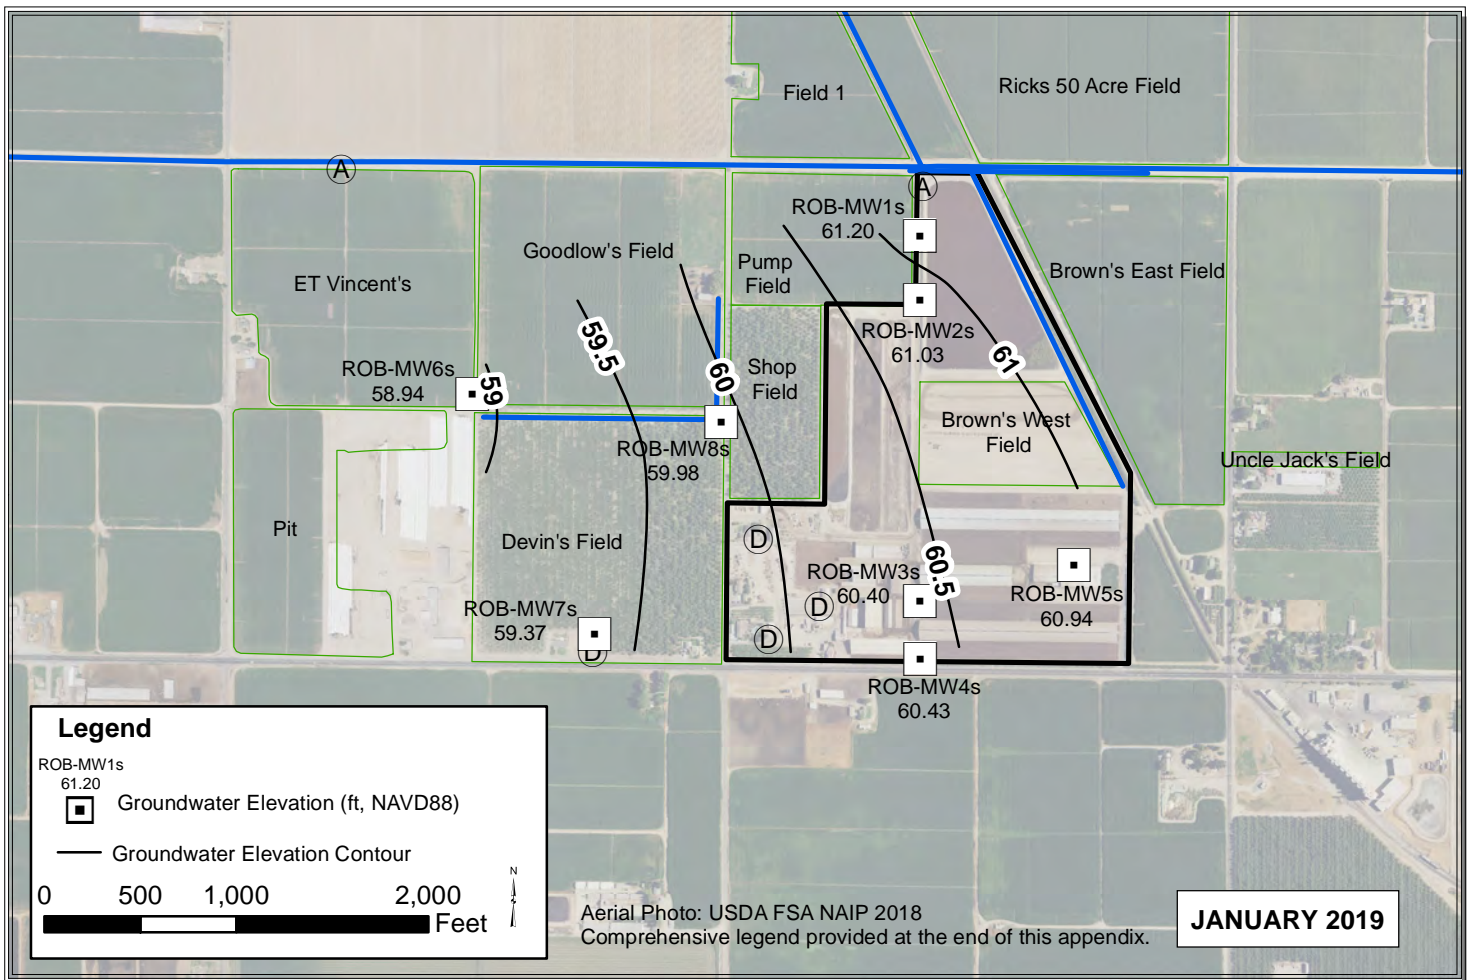 Field 1
Ricks 50 Acre Field
A
A
ROB-MW1s
61.20
Goodlow's Field
Pump
Field
Brown's East Field
ET Vincent's
ROB-MW2s
61.03
59.5
61
60
ROB-MW6s
58.94
59
Shop
Field
Brown's West
Field
ROB-MW8s
59.98
Uncle Jack's Field
Pit
Devin's Field
D
60.5
ROB-MW3s
60.40
D
ROB-MW5s
60.94
ROB-MW7s
59.37
D
D
ROB-MW4s
60.43
Legend
ROB-MW1s
61.20
Groundwater Elevation (ft, NAVD88)
Groundwater Elevation Contour
0 500 1,000 2,000
Feet
N
Aerial Photo: USDA FSA NAIP 2018
Comprehensive legend provided at the end of this appendix.
JANUARY 2019